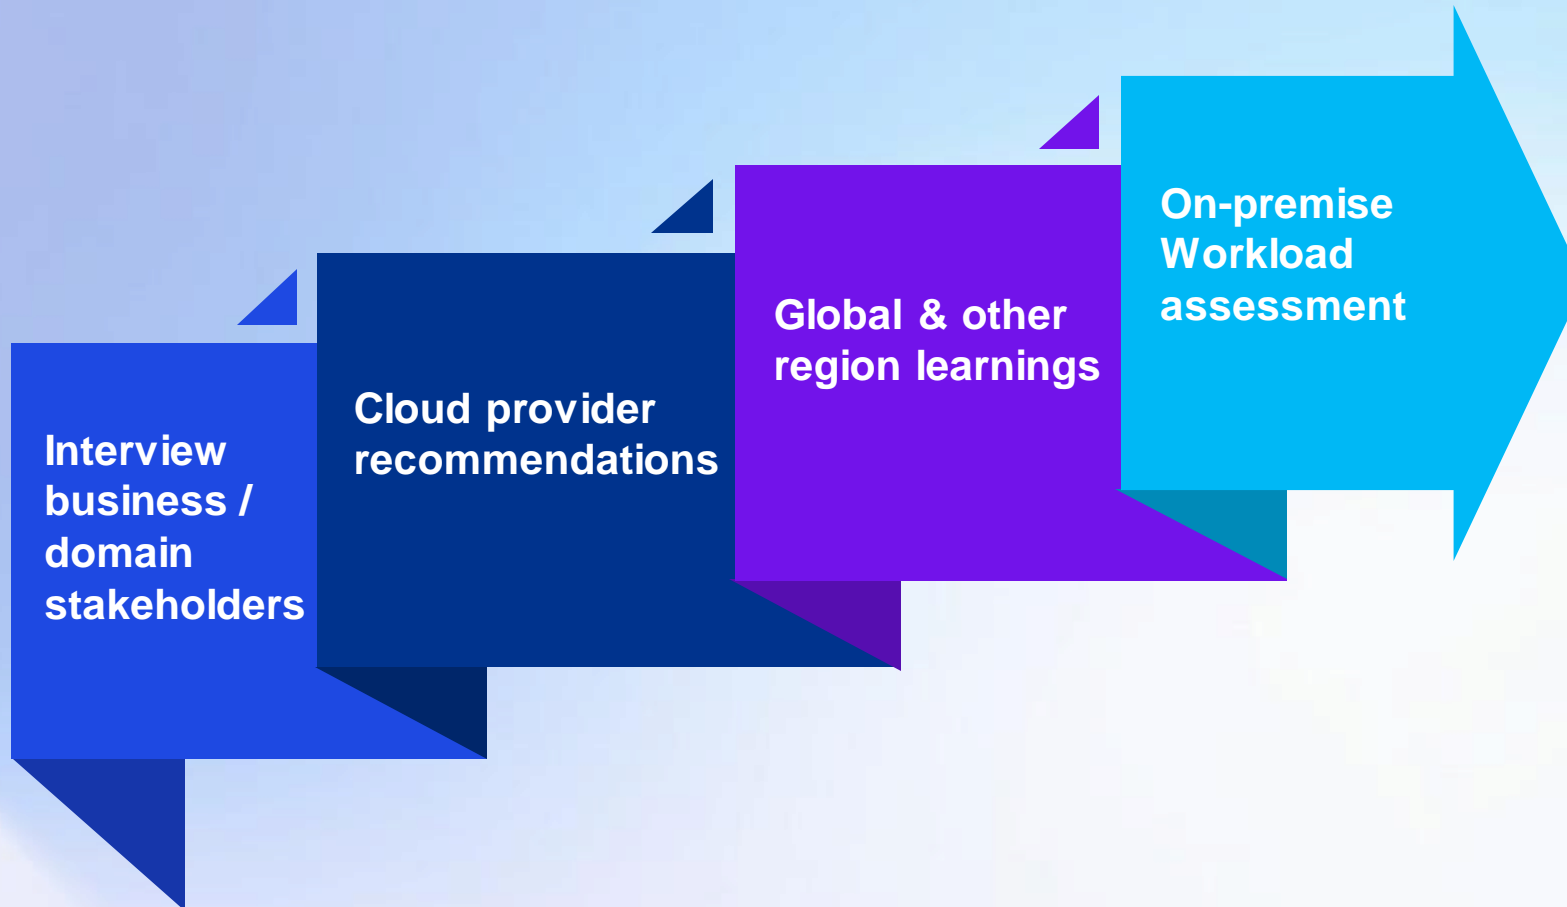 Interview
business /
domain
stakeholders
Cloud provider
recommendations
Global & other
region learnings
On-premise
Workload
assessment